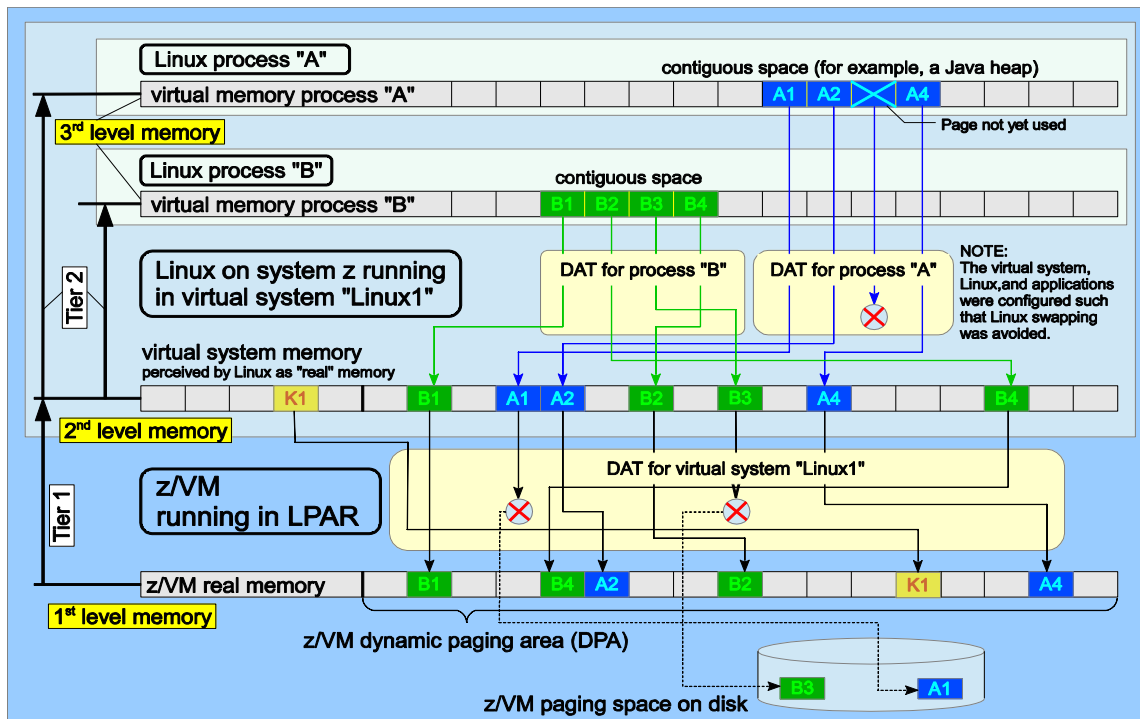 Linux process "A"
contiguous space (for example, a Java heap)
virtual memory process "A"
A1 A2 A4
Page not yet used
3rd level memory
Linux process "B"
contiguous space
virtual memory process "B"
B1 B2 B3 B4
DAT for process "B"
DAT for process "A"
NOTE:
The virtual system,
Linux,and applications
were configured such
that Linux swapping
was avoided.
Linux on system z running
in virtual system "Linux1"
Tier 2
virtual system memory
perceived by Linux as "real" memory
K1 B1 A1 A2 B2 B3 A4 B4
2nd level memory
DAT for virtual system "Linux1"
z/VM
running in LPAR
Tier 1
z/VM real memory
B1 B4 A2 B2 K1 A4
1st level memory
z/VM dynamic paging area (DPA)
B3 A1
z/VM paging space on disk